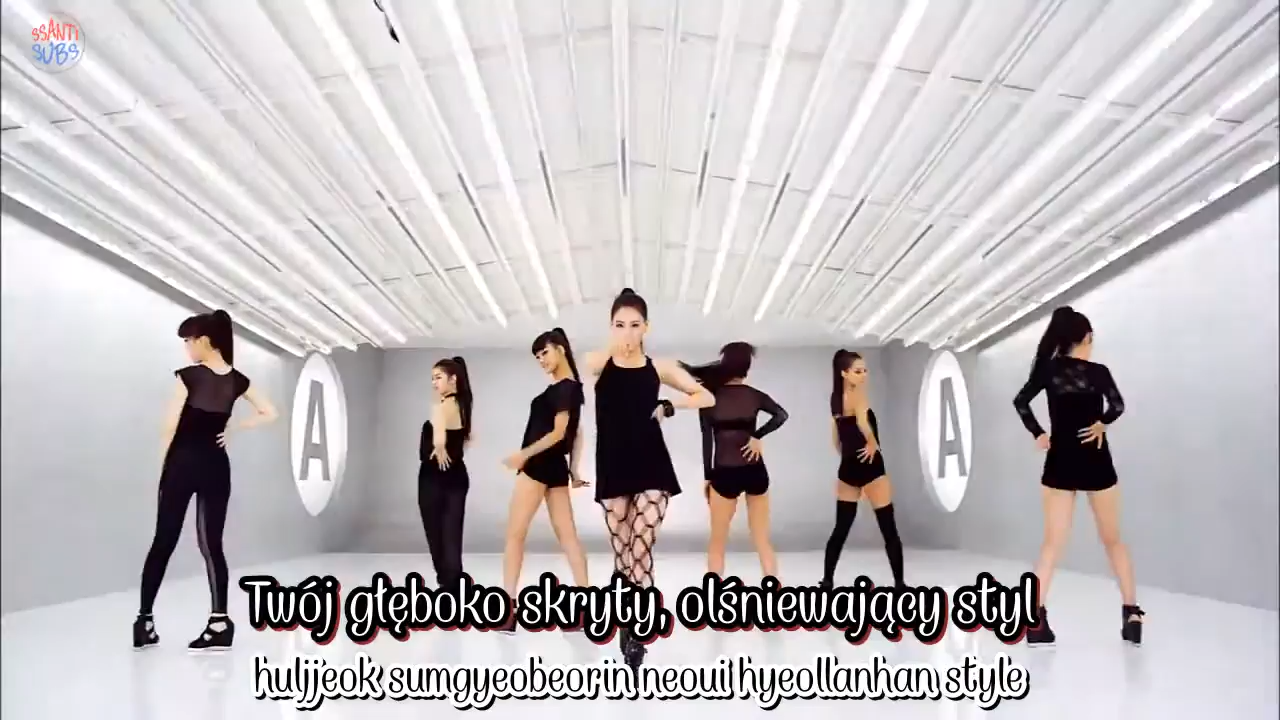 SSANTI
SUBS
A
A
Twój głęboko skryty, olśniewający styl
huljjeok sumgyeobeorin neoui hyeollanhan style